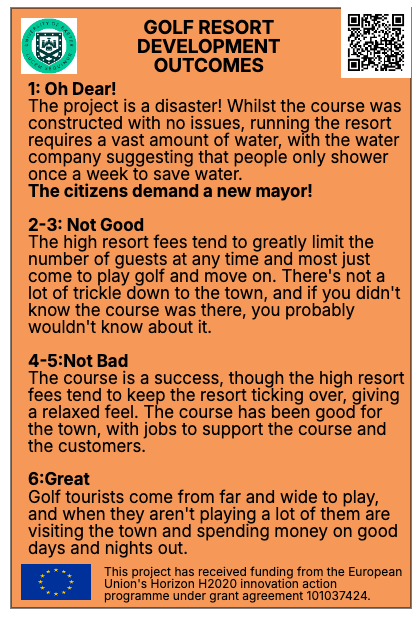 GOLF RESORT
DEVELOPMENT
OUTCOMES
1: Oh Dear!
The project is a disaster! Whilst the course was
constructed with no issues, running the resort
requires a vast amount of water, with the water
company suggesting that people only shower
once a week to save water.
The citizens demand a new mayor!
2-3: Not Good
The high resort fees tend to greatly limit the
number of guests at any time and most just
come to play golf and move on. There's not a
lot of trickle down to the town, and if you didn't
know the course was there, you probably
wouldn't know about it.
4-5:Not Bad
The course is a success, though the high resort
fees tend to keep the resort ticking over, giving
a relaxed feel. The course has been good for
the town, with jobs to support the course and
the customers.
6:Great
Golf tourists come from far and wide to play,
and when they aren't playing a lot of them are
visiting the town and spending money on good
days and nights out.
This project has received funding from the European
Union's Horizon H2020 innovation action
programme under grant agreement 101037424.